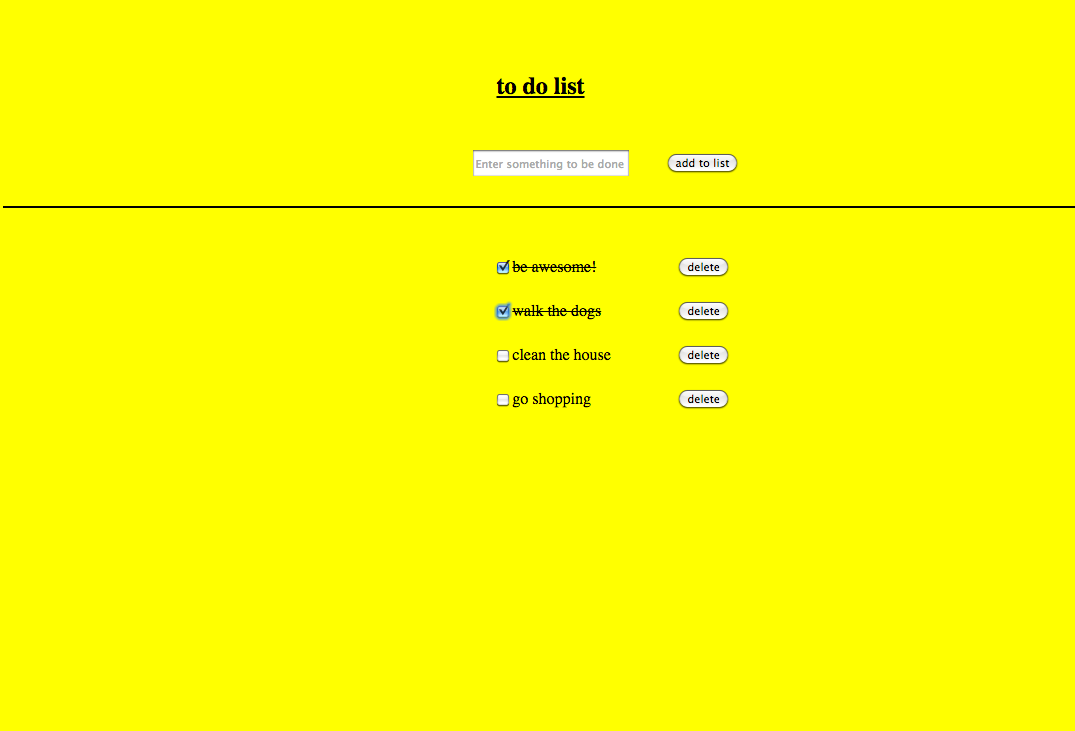 to do list
Enter something to be done
add to list
be awesome! delete
walk the dogs delete
clean the house delete
go shopping delete